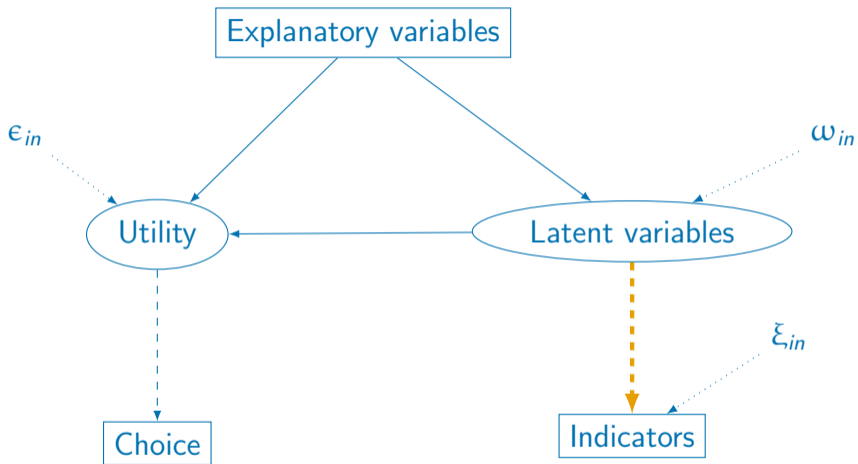 Explanatory variables
ϵin
ωin
Utility
Latent variables
ξin
Choice
Indicators